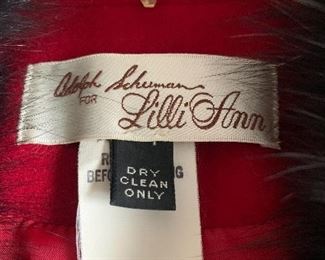 Adolph Schuman
FOR
Lilli Ann
DRY
CLEAN
ONLY